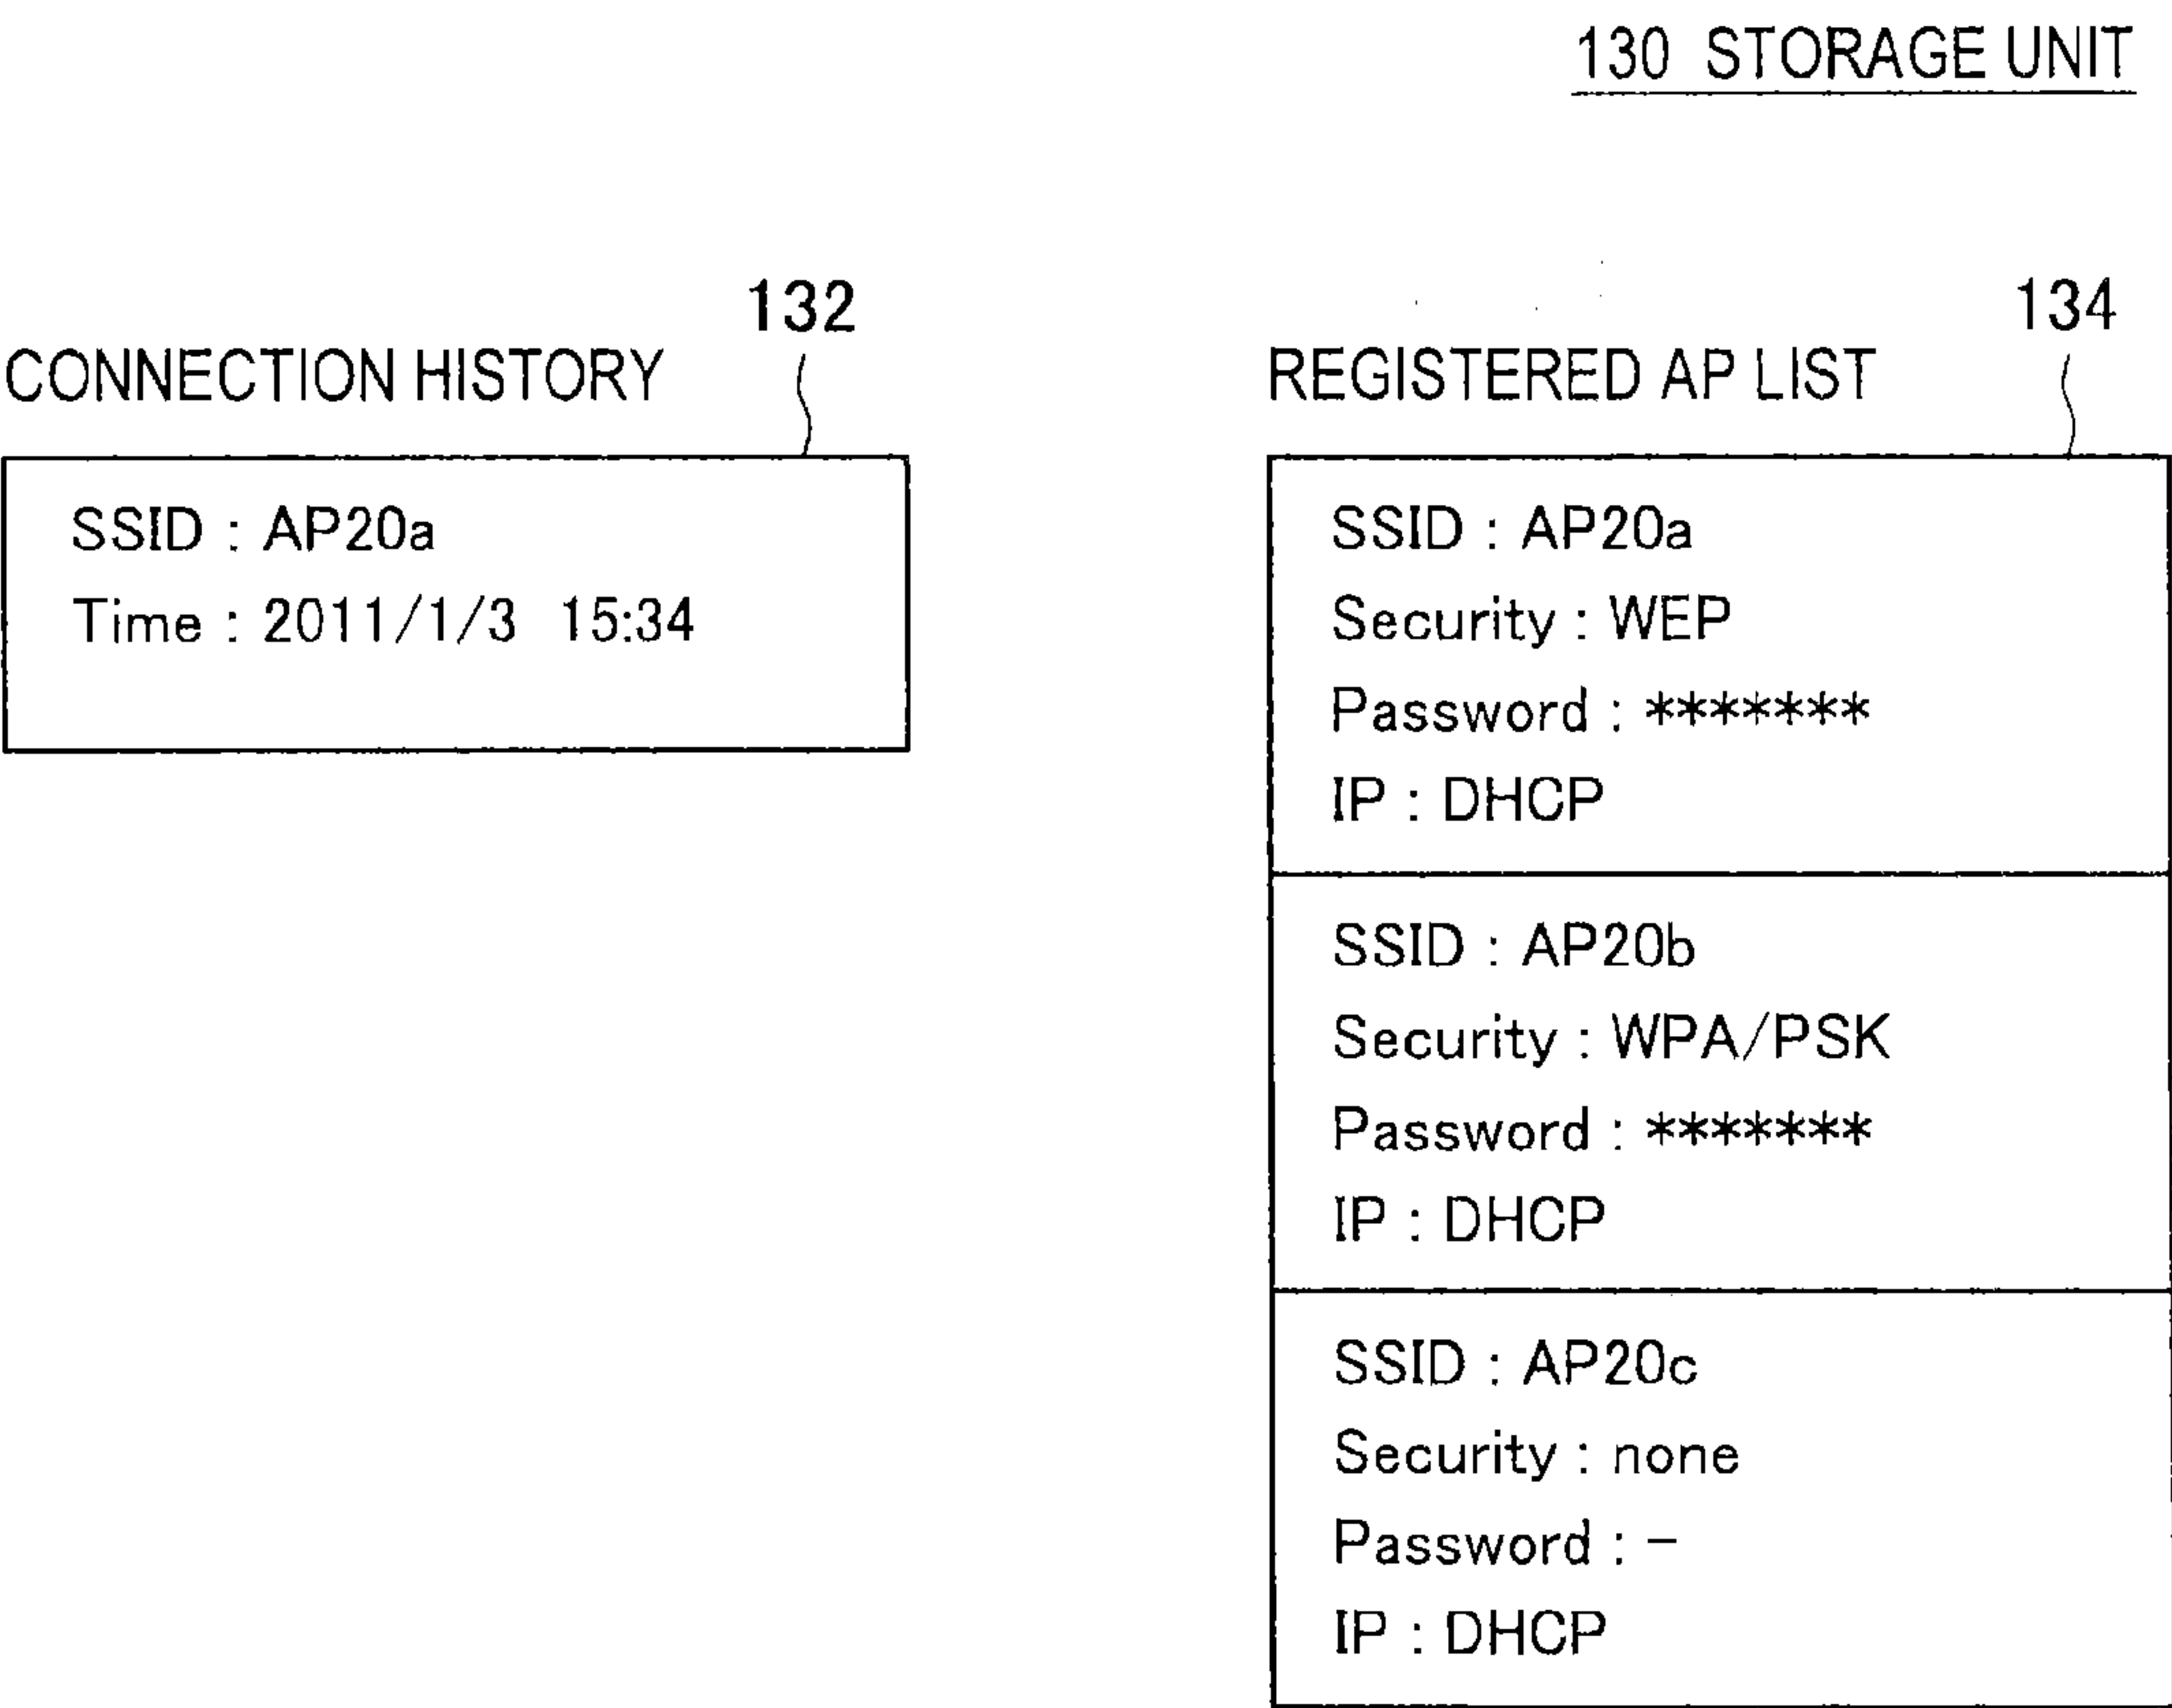 130 STORAGE UNIT
132
CONNECTION HISTORY
SSID : AP20a
Time : 2011/1/3 15:34
134
REGISTERED AP LIST
SSID : AP20a
Security : WEP
Password : *******
IP : DHCP
SSID : AP20b
Security : WPA/PSK
Password : *******
IP : DHCP
SSID : AP20c
Security : none
Password : −
IP : DHCP